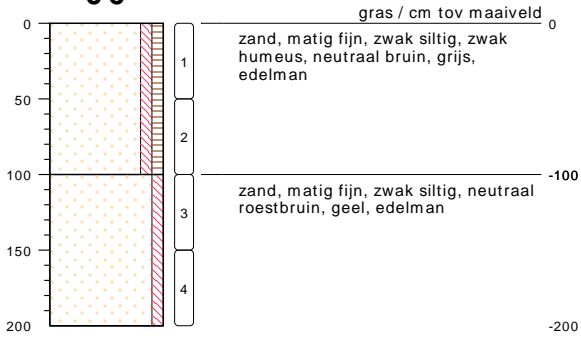 gras / cm tov maaiveld
0
0
zand, matig fijn, zwak siltig, zwak
humeus, neutraal bruin, grijs,
edelman
1
50
2
100
-100
zand, matig fijn, zwak siltig, neutraal
roestbruin, geel, edelman
3
150
4
200
-200